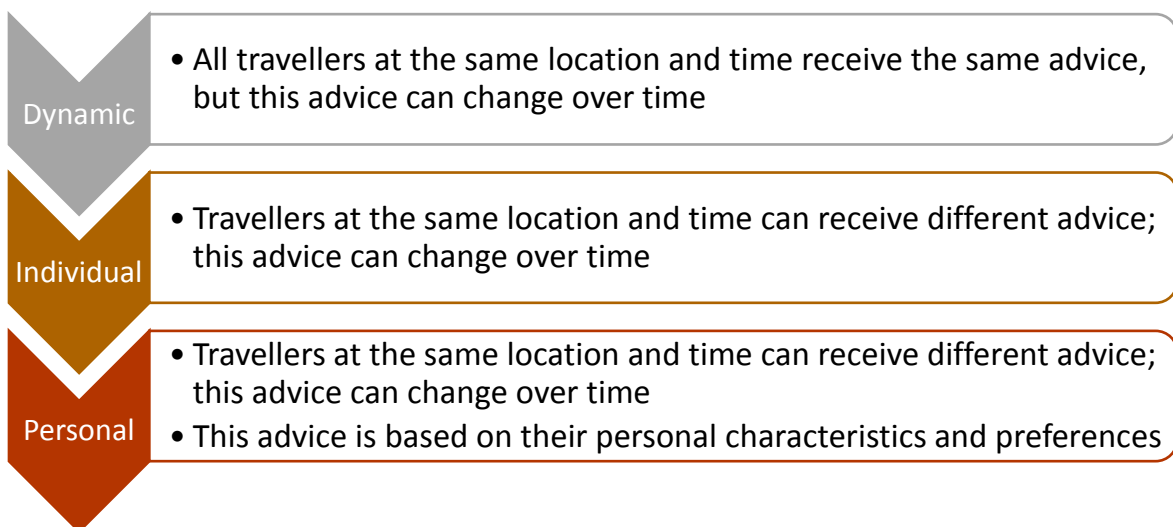 Dynamic
• All travellers at the same location and time receive the same advice,
but this advice can change over time
Individual
• Travellers at the same location and time can receive different advice;
this advice can change over time
Personal
• Travellers at the same location and time can receive different advice;
this advice can change over time
• This advice is based on their personal characteristics and preferences